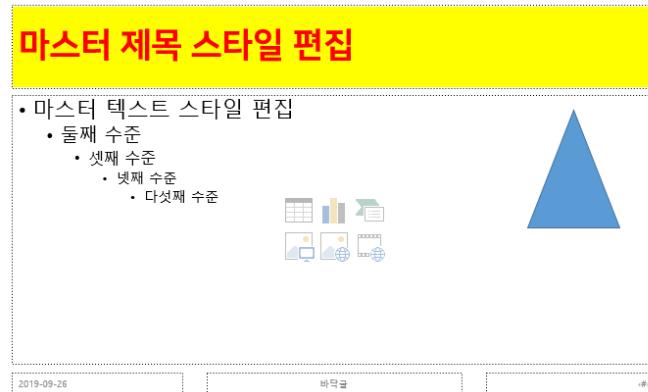 마스터 제목 스타일 편집
• 마스터 텍스트 스타일 편집
• 둘째 수준
• 셋째 수준
• 넷째 수준
• 다섯째 수준
2019-09-26
바닥글
‹#